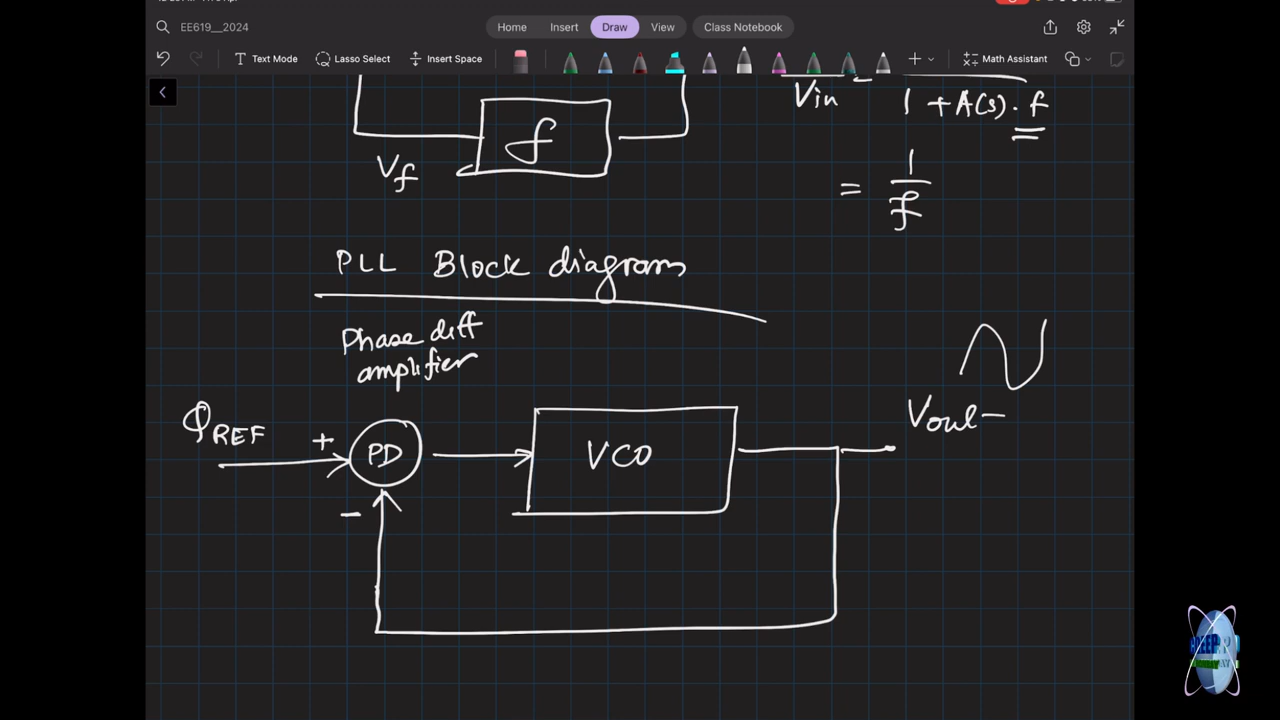 EE619__2024
Home Insert Draw View Class Notebook
Text Mode Lasso Select Insert Space Math Assistant
Vin
1 + A(s) . f
f
Vf
= 1
f
PLL Block diagram
Phase diff
amplifier
ΦREF
+
PD
VCO
Vout
-